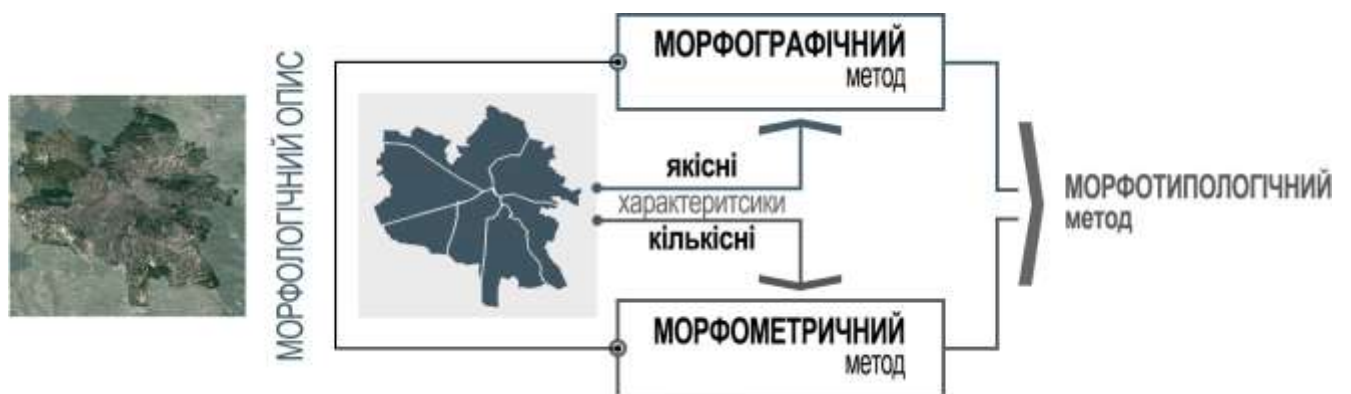 МОРФОЛОГІЧНИЙ ОПИС
МОРФОГРАФІЧНИЙ
метод
якісні
характеритсики
кількісні
МОРФОМЕТРИЧНИЙ
метод
МОРФОТИПОЛОГІЧНИЙ
метод